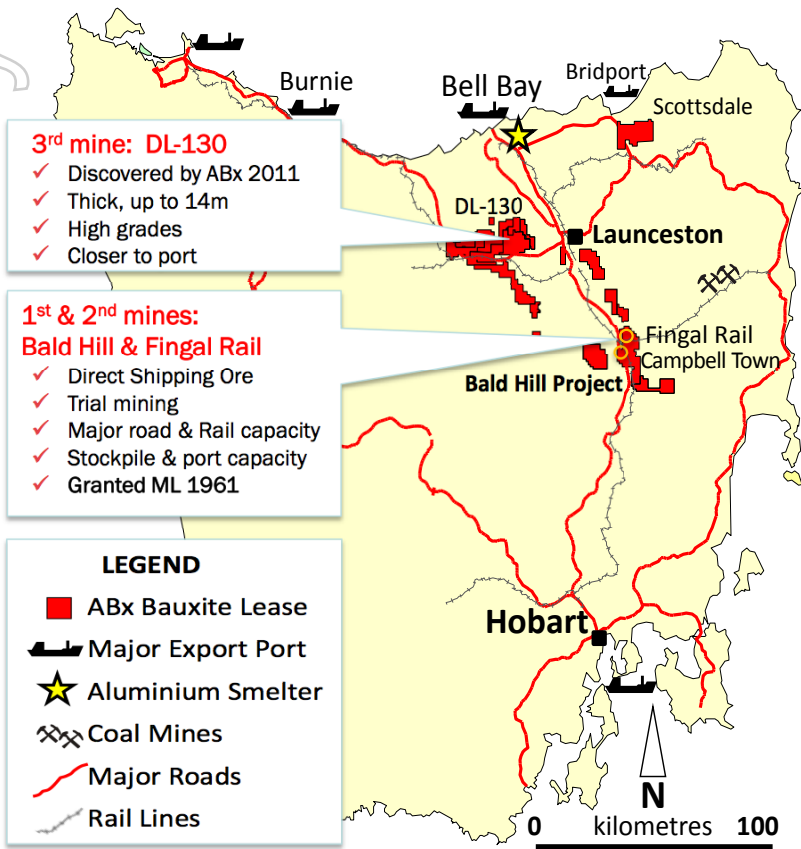 Burnie
Bell Bay
Bridport
Scottsdale
3rd mine: DL-130
✓ Discovered by ABx 2011
✓ Thick, up to 14m
✓ High grades
✓ Closer to port
DL-130
Launceston
1st & 2nd mines:
Bald Hill & Fingal Rail
✓ Direct Shipping Ore
✓ Trial mining
✓ Major road & Rail capacity
✓ Stockpile & port capacity
✓ Granted ML 1961
Fingal Rail
Campbell Town
Bald Hill Project
LEGEND
ABx Bauxite Lease
Major Export Port
Aluminium Smelter
Coal Mines
Major Roads
Rail Lines
Hobart
N
0 kilometres 100